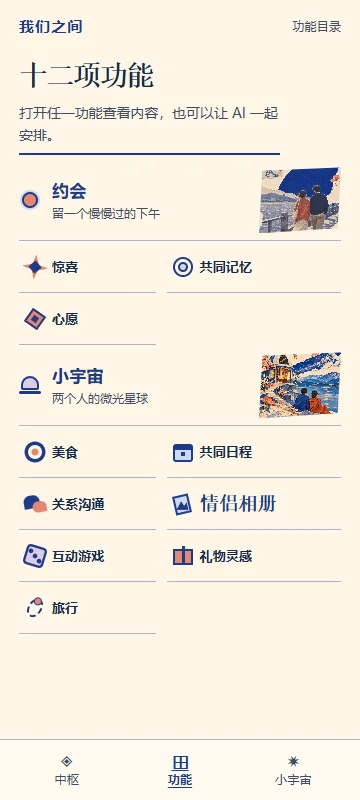 我们之间
功能目录
十二项功能
打开任一功能查看内容，也可以让 AI 一起
安排。
约会
留一个慢慢过的下午
惊喜
共同记忆
心愿
小宇宙
两个人的微光星球
美食
共同日程
关系沟通
情侣相册
互动游戏
礼物灵感
旅行
中枢
功能
小宇宙